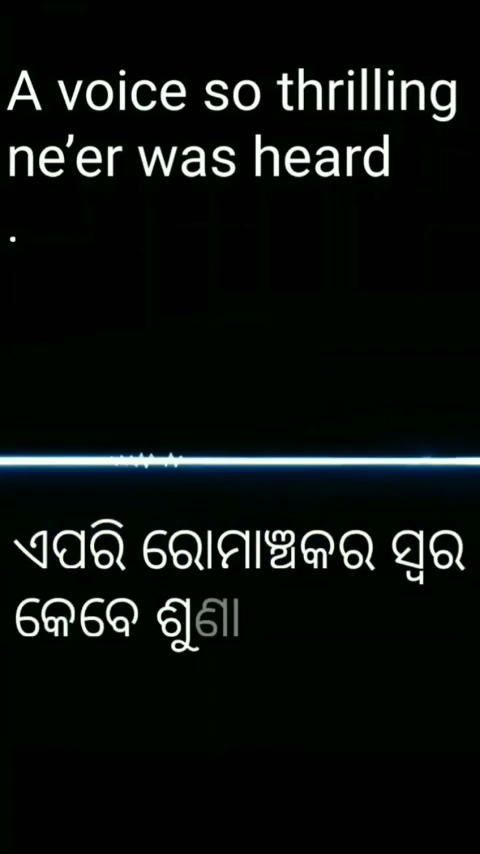 A voice so thrilling
ne’er was heard
.
ଏପରି ରୋମାଞ୍ଚକର ସ୍ୱର
କେବେ ଶୁଣା